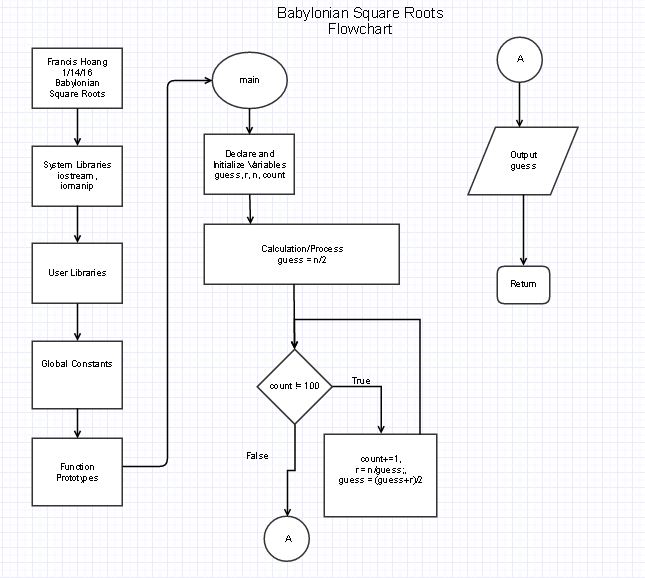 Babylonian Square Roots
Flowchart
Francis Hoang
1/14/16
Babylonian
Square Roots
System Libraries
iostream,
iomanip
User Libraries
Global Constants
Function
Prototypes
main
Declare and
Initialize Variables
guess, r, n, count
Calculation/Process
guess = n/2
count != 100
True
count+=1,
r = n/guess;,
guess = (guess+r)/2
False
A
A
Output
guess
Return